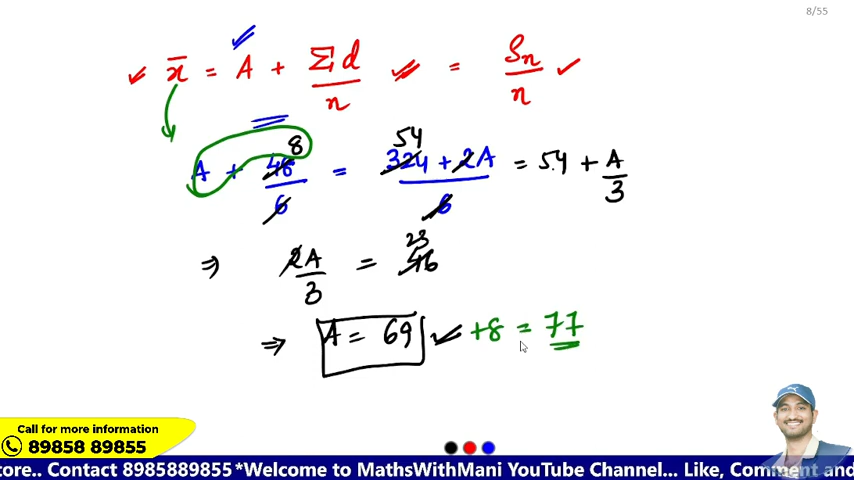 8/55
x̄ = A + Σd/n = Sn/n
A + 48/6 = 324 + 2A/6 = 54 + A/3
8 54
⇒ 2A/3 = 46
23
⇒ A = 69 +8 = 77
Call for more information
89858 89855
tore.. Contact 8985889855 *Welcome to MathsWithMani YouTube Channel... Like, Comment and